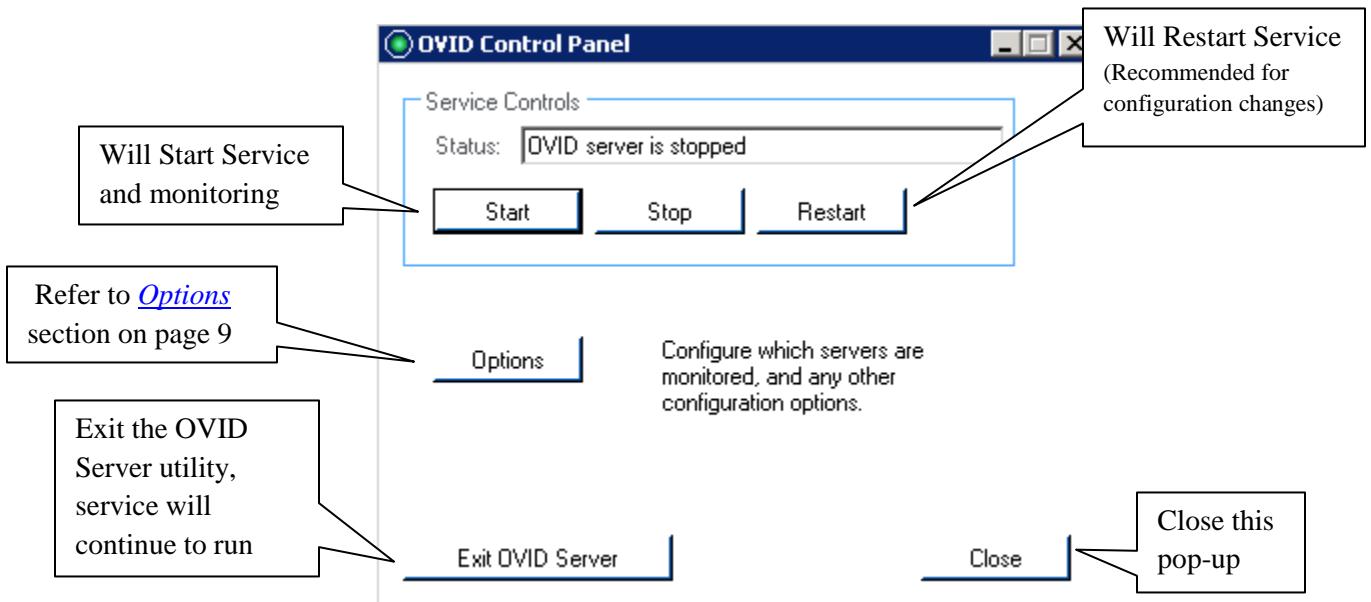 OVID Control Panel
Will Restart Service
(Recommended for
configuration changes)
Service Controls
Status: OVID server is stopped
Will Start Service
and monitoring
Start Stop Restart
Refer to Options
section on page 9
Options
Configure which servers are
monitored, and any other
configuration options.
Exit the OVID
Server utility,
service will
continue to run
Exit OVID Server
Close
Close this
pop-up